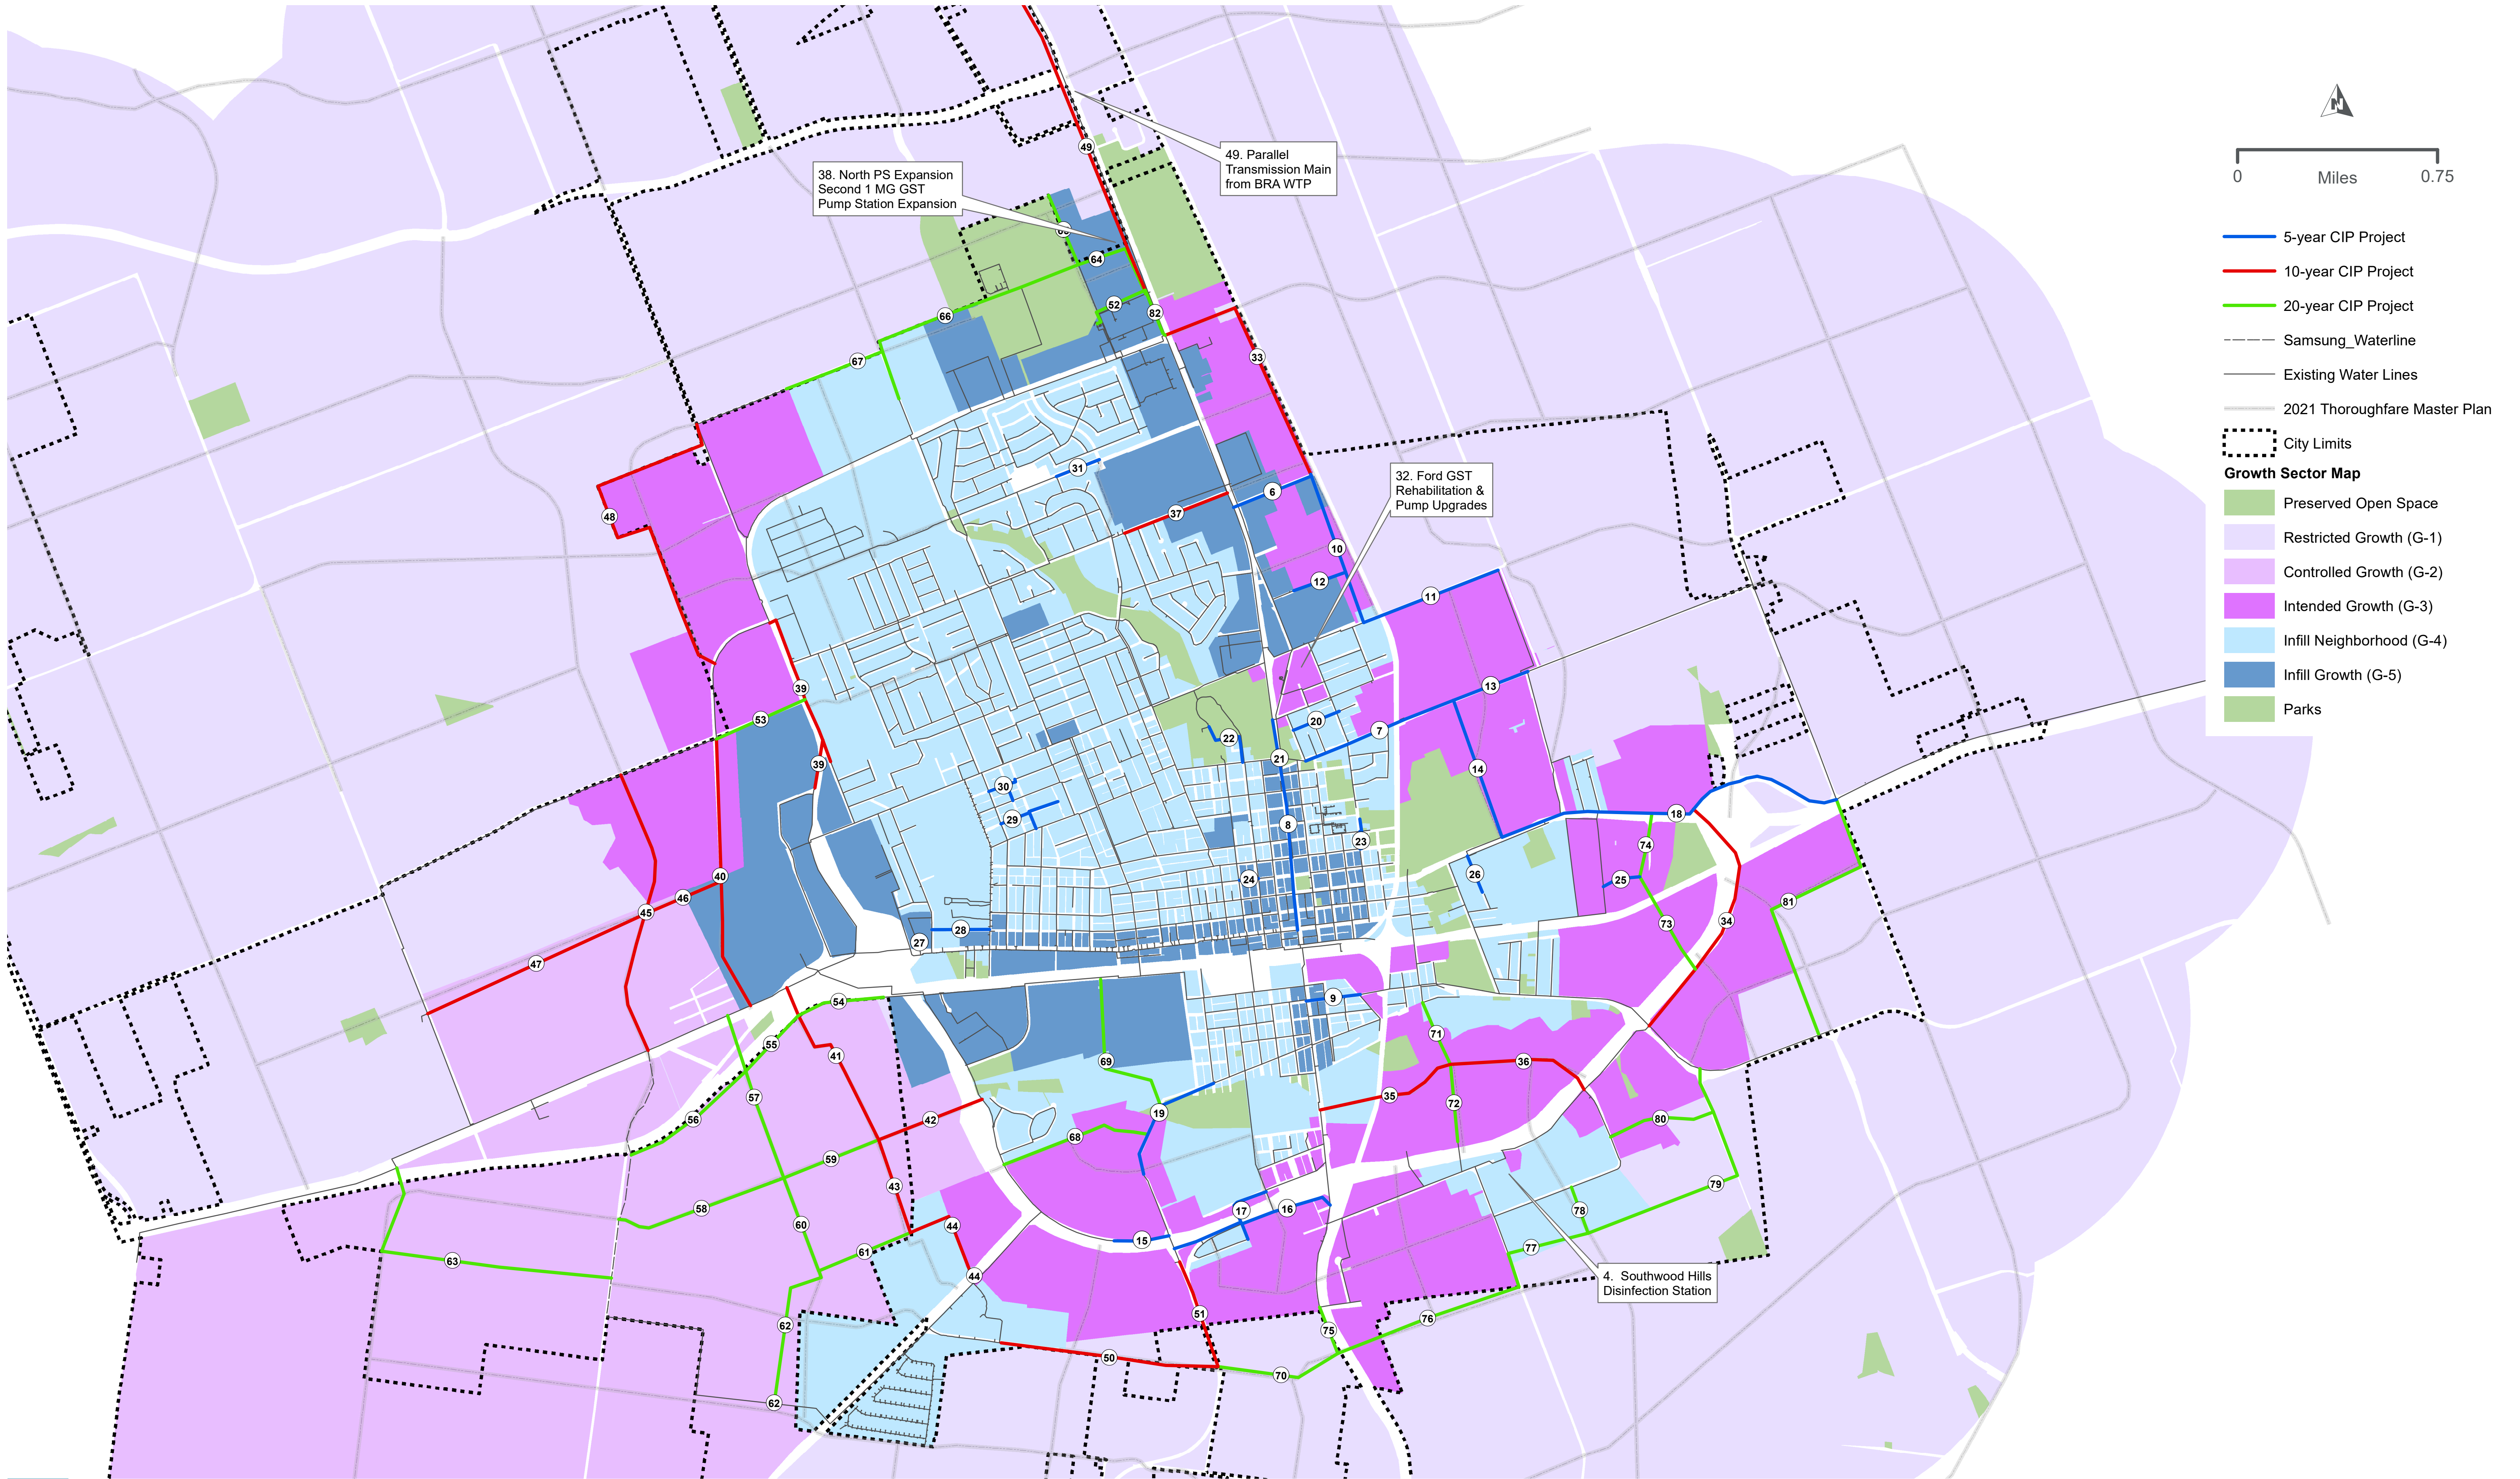 49. Parallel
Transmission Main
from BRA WTP
38. North PS Expansion
Second 1 MG GST
Pump Station Expansion
32. Ford GST
Rehabilitation &
Pump Upgrades
4.  Southwood Hills
Disinfection Station
N
0 Miles 0.75
5-year CIP Project
10-year CIP Project
20-year CIP Project
Samsung_Waterline
Existing Water Lines
2021 Thoroughfare Master Plan
City Limits
Growth Sector Map
Preserved Open Space
Restricted Growth (G-1)
Controlled Growth (G-2)
Intended Growth (G-3)
Infill Neighborhood (G-4)
Infill Growth (G-5)
Parks
49
64
52
82
66
33
67
31
6
37
48
10
12
11
39
13
53
20
7
22
21
39
14
30
29
8
18
23
74
26
40
24
25
46
81
45
34
73
28
27
47
9
54
71
55
41
36
69
35
57
72
19
56
42
80
68
59
43
79
58
16
78
17
60
44
15
77
61
63
44
51
76
62
75
50
70
62